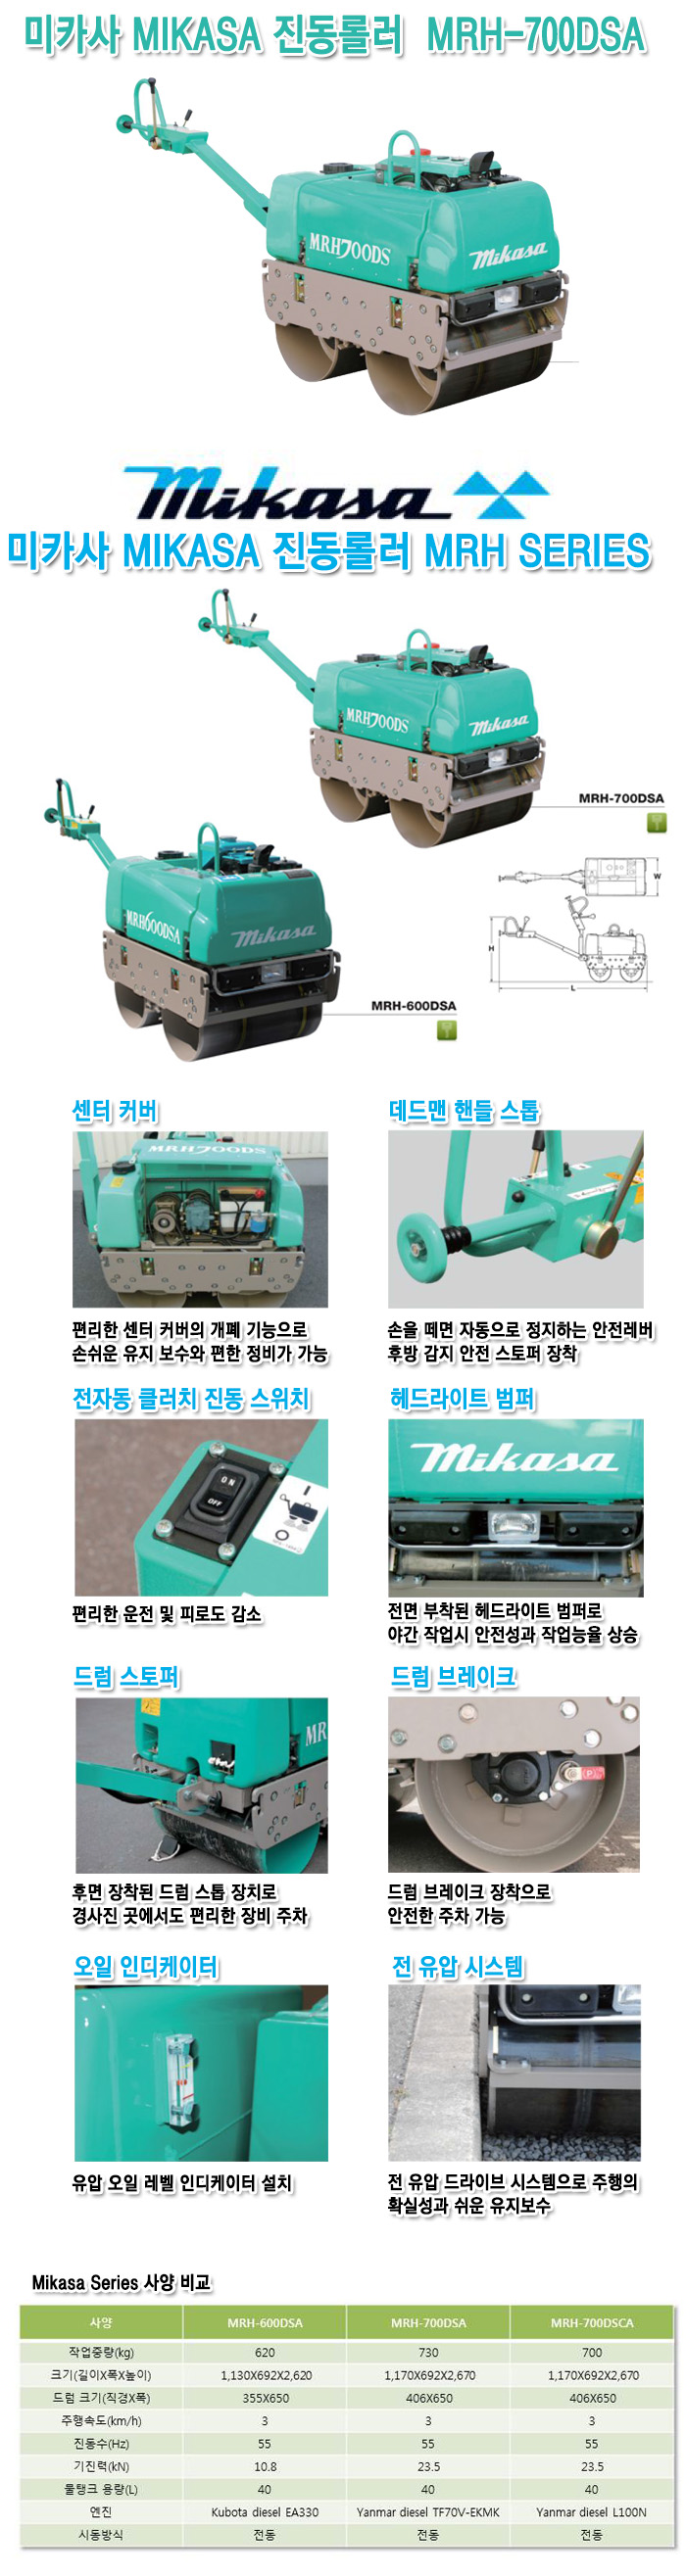 미카사 MIKASA 진동롤러 MRH-700DSA
MRH700DS
Mikasa
Mikasa
미카사 MIKASA 진동롤러 MRH SERIES
MRH700DS
Mikasa
MRH-700DSA
MRH600DSA
Mikasa
W
H
L
MRH-600DSA
센터 커버
데드맨 핸들 스톱
MRH700DS
편리한 센터 커버의 개폐 기능으로
손쉬운 유지 보수와 편한 정비가 가능
손을 떼면 자동으로 정지하는 안전레버
후방 감지 안전 스토퍼 장착
전자동 클러치 진동 스위치
헤드라이트 범퍼
ON
OFF
Mikasa
편리한 운전 및 피로도 감소
전면 부착된 헤드라이트 범퍼로
야간 작업시 안전성과 작업능율 상승
드럼 스토퍼
드럼 브레이크
MR
P
후면 장착된 드럼 스톱 장치로
경사진 곳에서도 편리한 장비 주차
드럼 브레이크 장착으로
안전한 주차 가능
오일 인디케이터
전 유압 시스템
유압 오일 레벨 인디케이터 설치
전 유압 드라이브 시스템으로 주행의
확실성과 쉬운 유지보수
Mikasa Series 사양 비교
사양 MRH-600DSA MRH-700DSA MRH-700DSCA
작업중량(kg) 620 730 700
크기(길이X폭X높이) 1,130X692X2,620 1,170X692X2,670 1,170X692X2,670
드럼 크기(직경X폭) 355X650 406X650 406X650
주행속도(km/h) 3 3 3
진동수(Hz) 55 55 55
기진력(kN) 10.8 23.5 23.5
물탱크 용량(L) 40 40 40
엔진 Kubota diesel EA330 Yanmar diesel TF70V-EKMK Yanmar diesel L100N
시동방식 전동 전동 전동